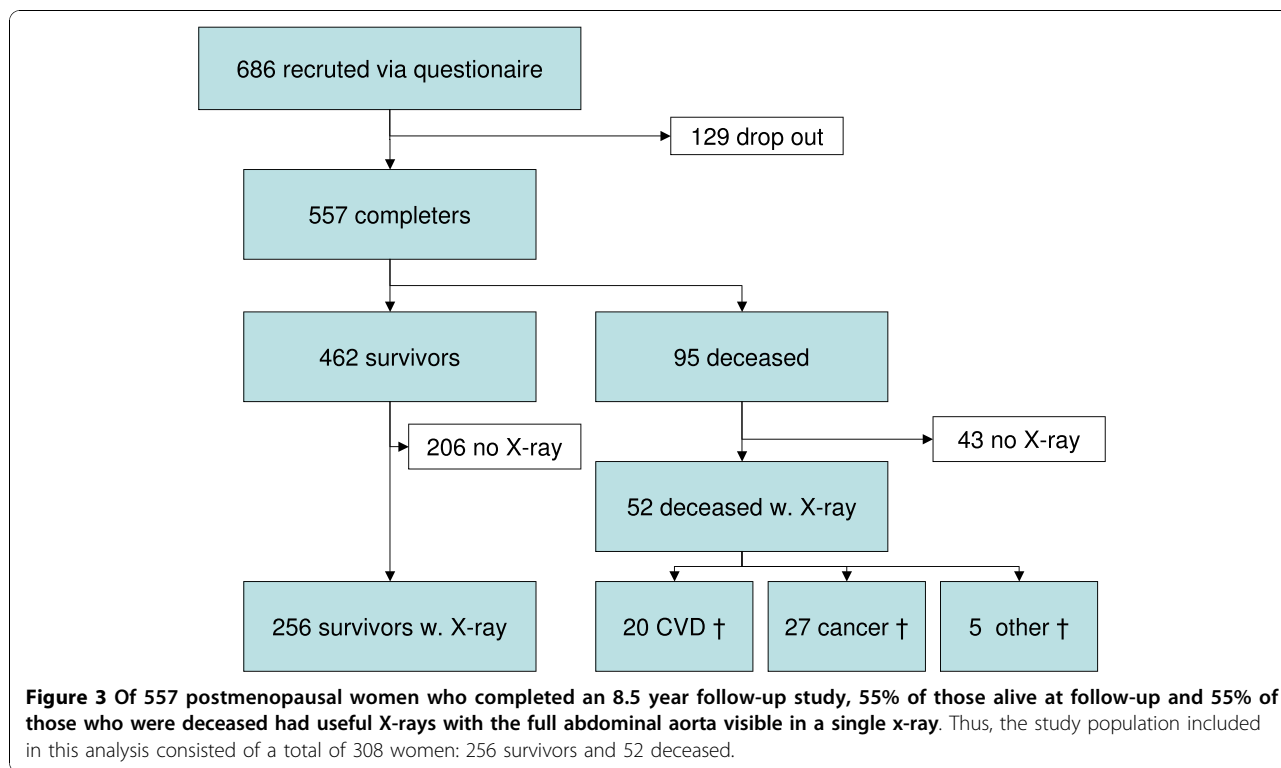 686 recruted via questionaire
129 drop out
557 completers
462 survivors
95 deceased
206 no X-ray
43 no X-ray
52 deceased w. X-ray
256 survivors w. X-ray
20 CVD †
27 cancer †
5 other †
Figure 3 Of 557 postmenopausal women who completed an 8.5 year follow-up study, 55% of those alive at follow-up and 55% of
those who were deceased had useful X-rays with the full abdominal aorta visible in a single x-ray. Thus, the study population included
in this analysis consisted of a total of 308 women: 256 survivors and 52 deceased.